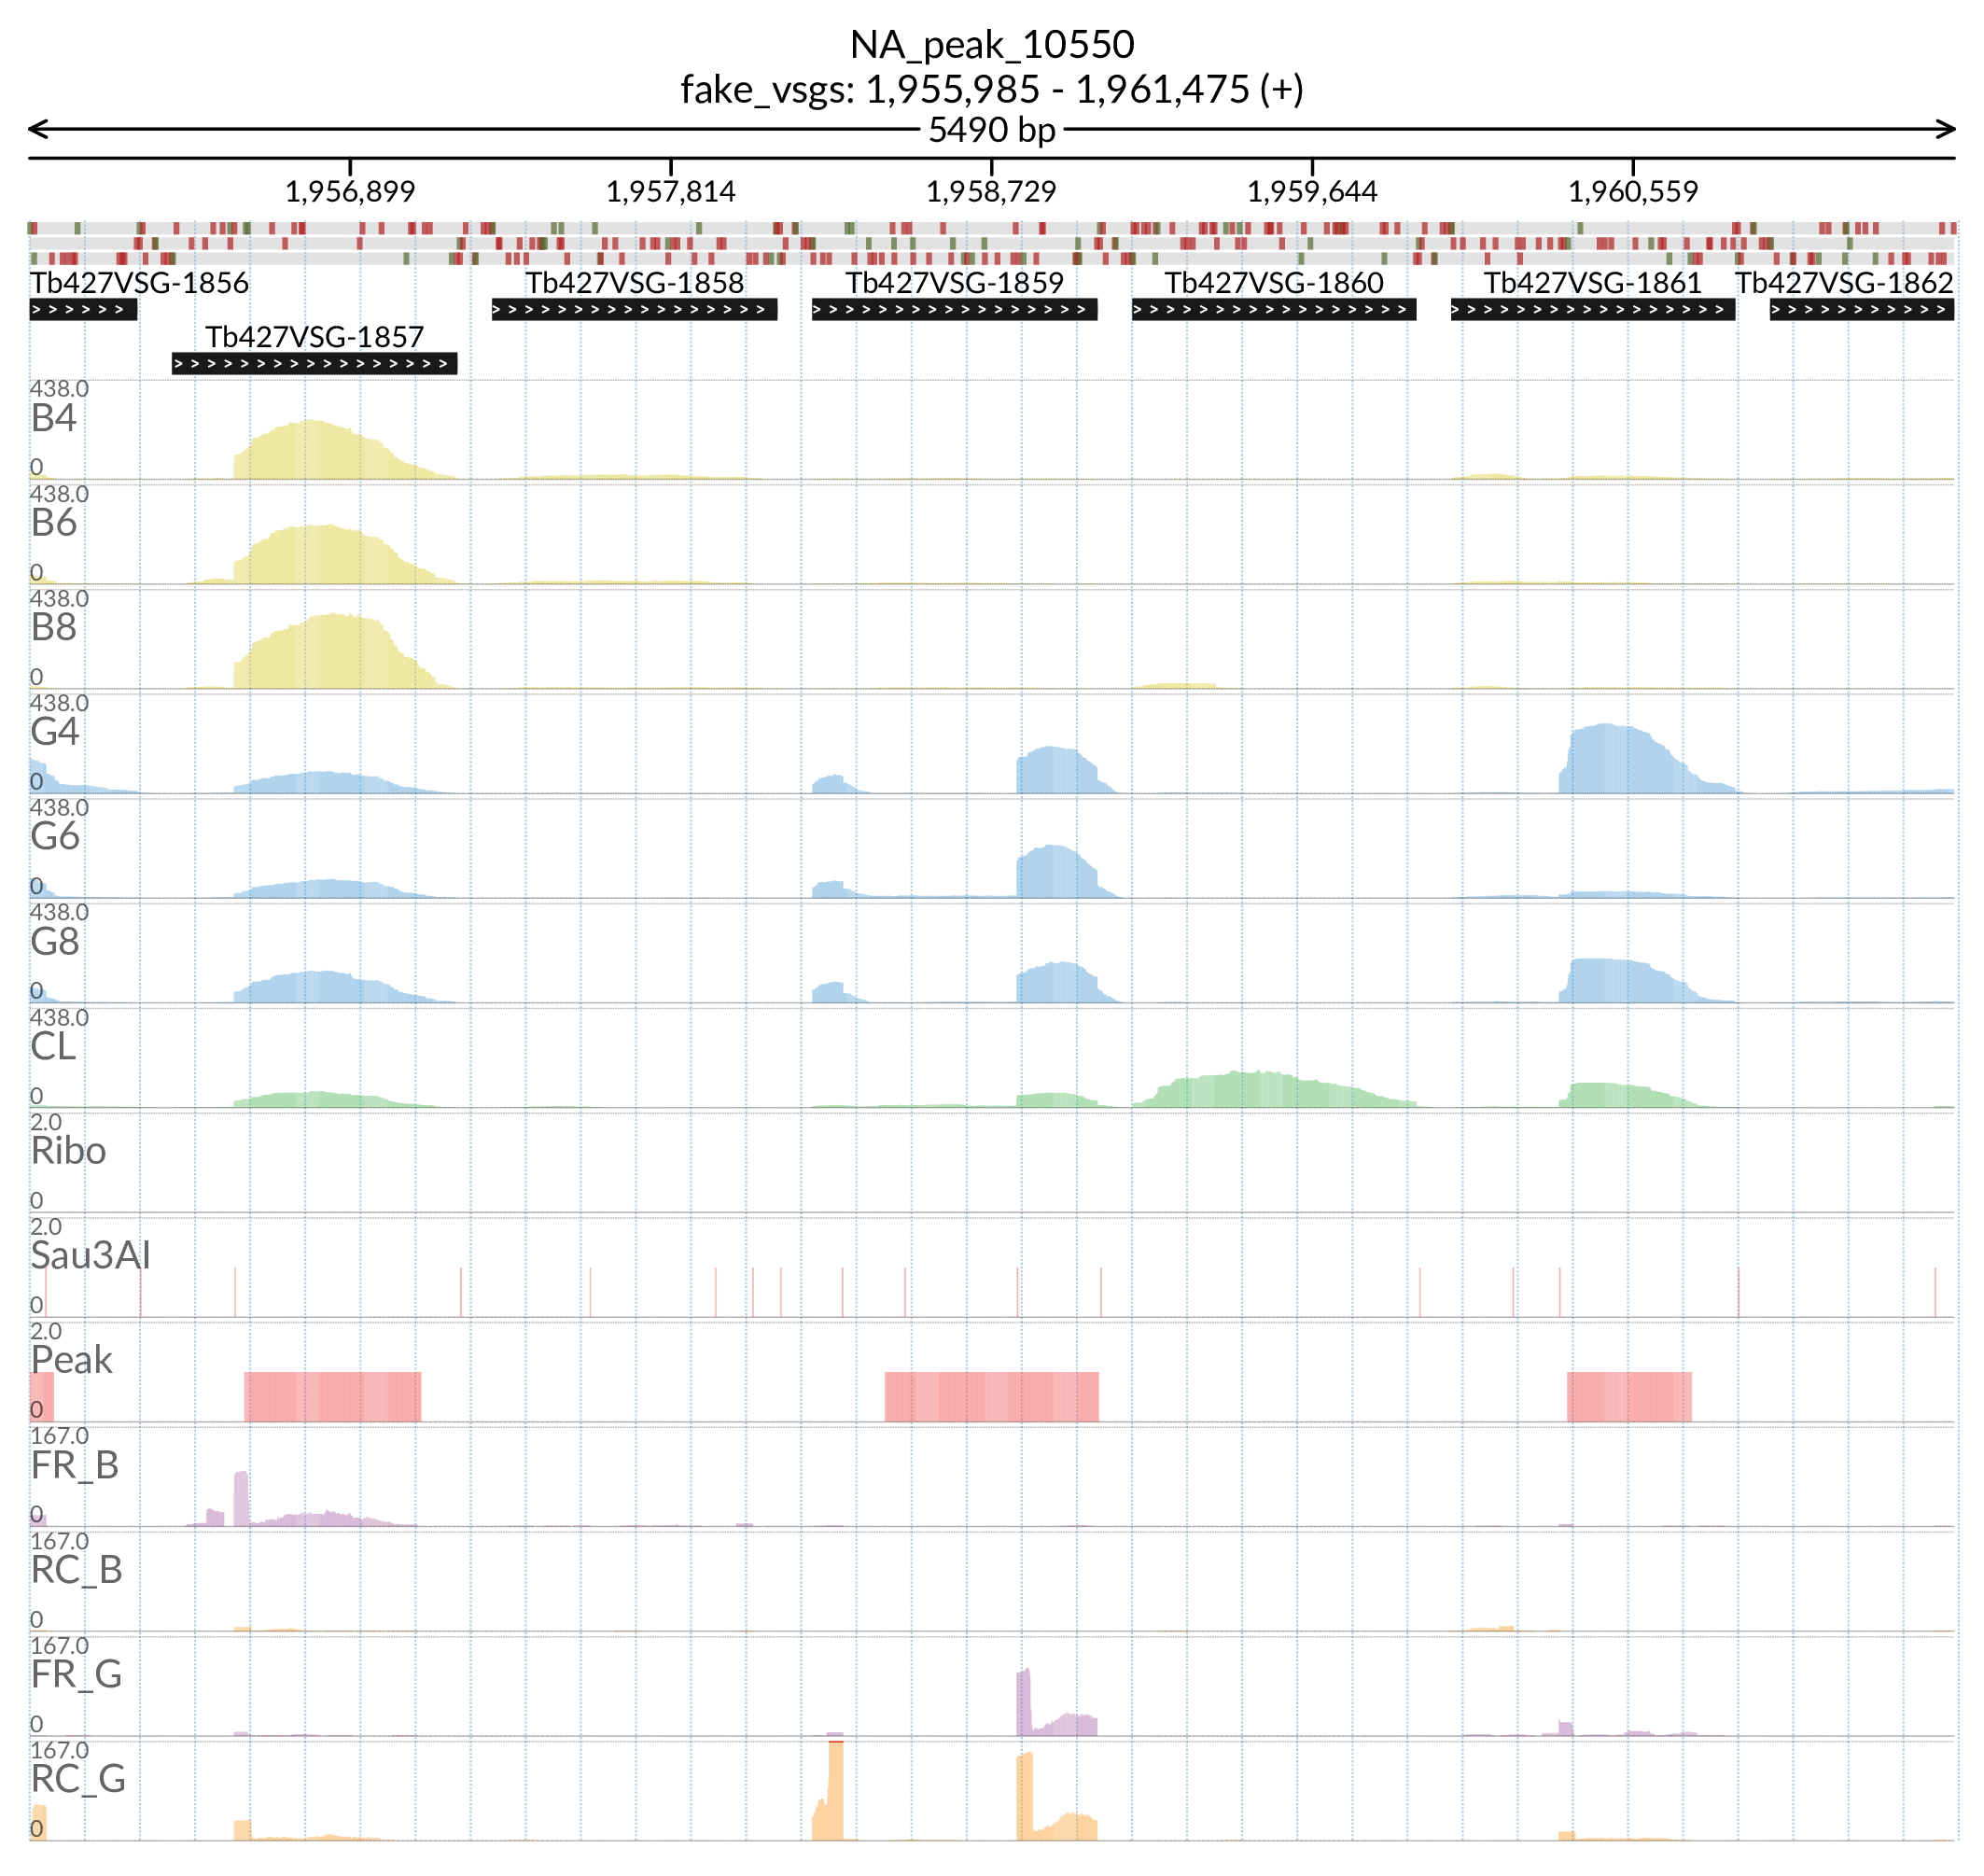 NA_peak_10550
fake_vsgs: 1,955,985 - 1,961,475 (+)
5490 bp
1,956,899 1,957,814 1,958,729 1,959,644 1,960,559
Tb427VSG-1856 Tb427VSG-1858 Tb427VSG-1859 Tb427VSG-1860 Tb427VSG-1861 Tb427VSG-1862
Tb427VSG-1857
438.0
B4
0
438.0
B6
0
438.0
B8
0
438.0
G4
0
438.0
G6
0
438.0
G8
0
438.0
CL
0
2.0
Ribo
0
2.0
Sau3AI
0
2.0
Peak
0
167.0
FR_B
0
167.0
RC_B
0
167.0
FR_G
0
167.0
RC_G
0